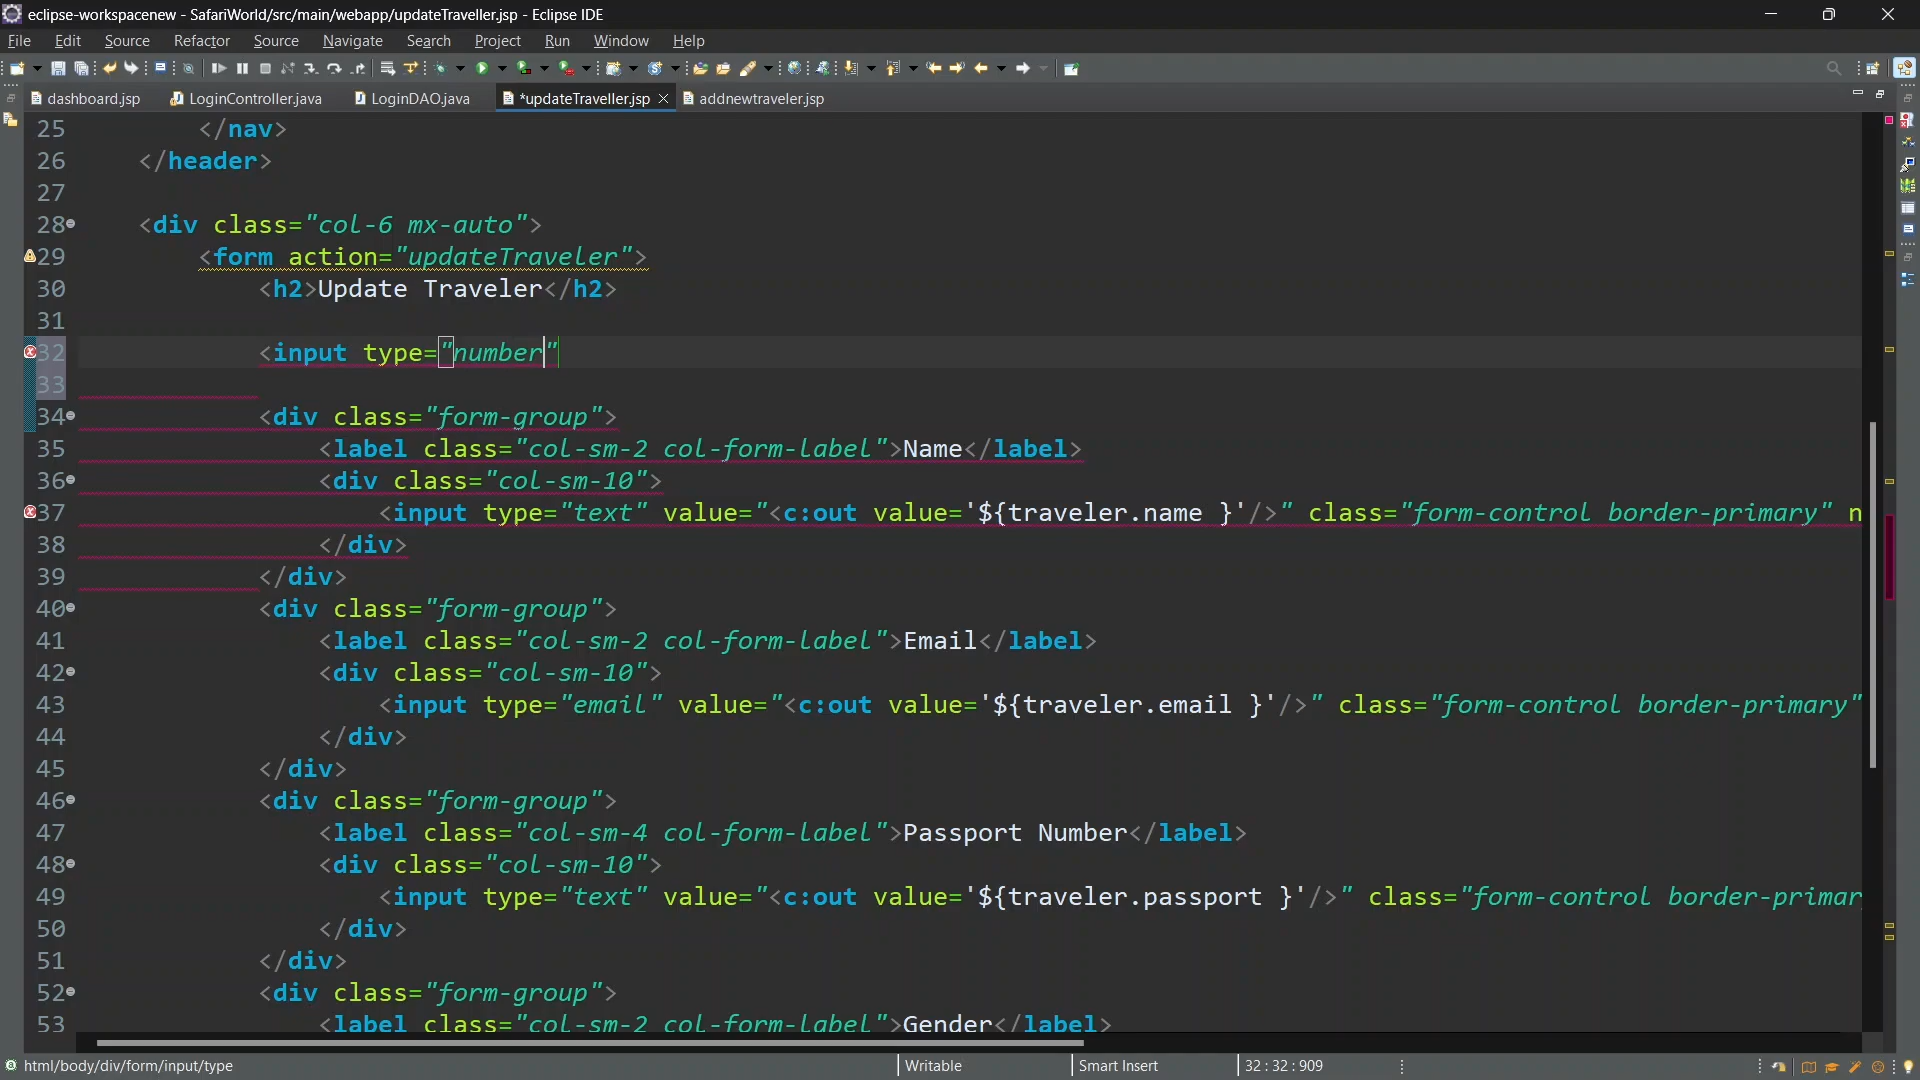 eclipse-workspacenew - SafariWorld/src/main/webapp/updateTraveller.jsp - Eclipse IDE
File Edit Source Refactor Source Navigate Search Project Run Window Help
dashboard.jsp LoginController.java LoginDAO.java *updateTraveller.jsp addnewtraveler.jsp
25 </nav>
26 </header>
27
28 <div class="col-6 mx-auto">
29 <form action="updateTraveler">
30 <h2>Update Traveler</h2>
31
32 <input type="number"
33
34 <div class="form-group">
35 <label class="col-sm-2 col-form-label">Name</label>
36 <div class="col-sm-10">
37 <input type="text" value="<c:out value='${traveler.name }'/>" class="form-control border-primary" n
38 </div>
39 </div>
40 <div class="form-group">
41 <label class="col-sm-2 col-form-label">Email</label>
42 <div class="col-sm-10">
43 <input type="email" value="<c:out value='${traveler.email }'/>" class="form-control border-primary"
44 </div>
45 </div>
46 <div class="form-group">
47 <label class="col-sm-4 col-form-label">Passport Number</label>
48 <div class="col-sm-10">
49 <input type="text" value="<c:out value='${traveler.passport }'/>" class="form-control border-primar
50 </div>
51 </div>
52 <div class="form-group">
53 <label class="col-sm-2 col-form-label">Gender</label>
html/body/div/form/input/type Writable Smart Insert 32 : 32 : 909